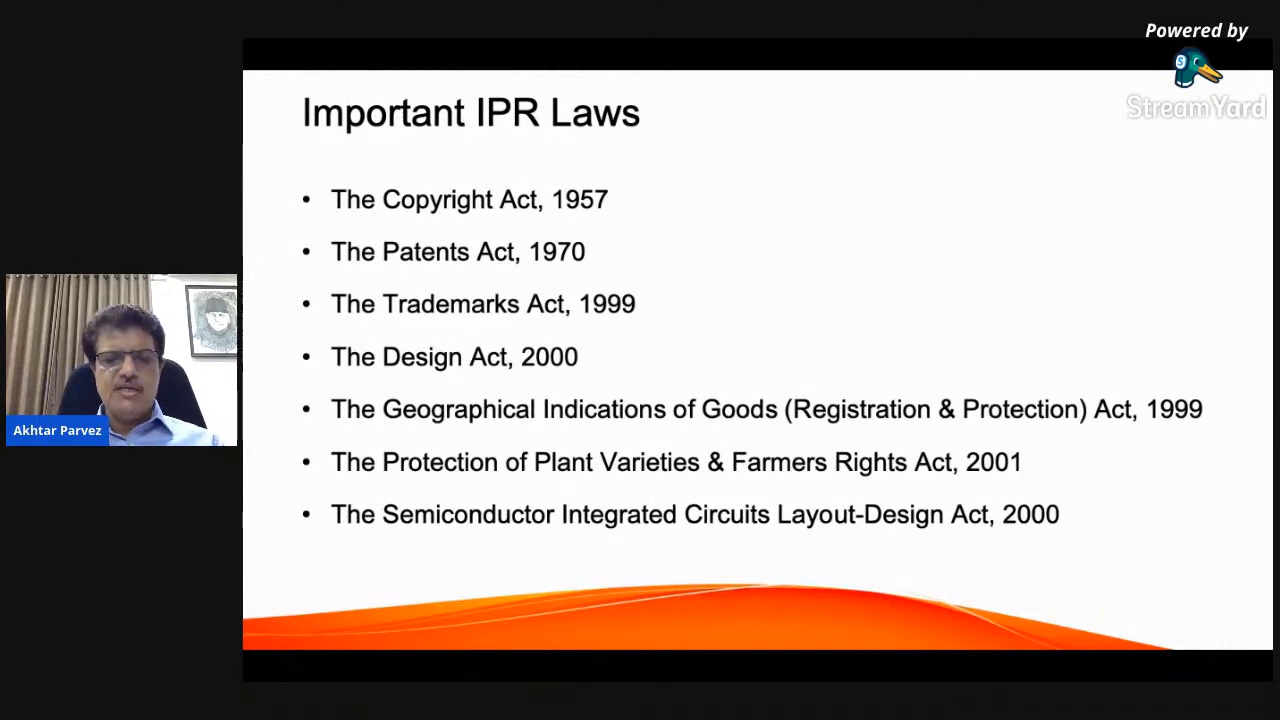 Powered by
StreamYard
Important IPR Laws
• The Copyright Act, 1957
• The Patents Act, 1970
• The Trademarks Act, 1999
• The Design Act, 2000
• The Geographical Indications of Goods (Registration & Protection) Act, 1999
• The Protection of Plant Varieties & Farmers Rights Act, 2001
• The Semiconductor Integrated Circuits Layout-Design Act, 2000
Akhtar Parvez